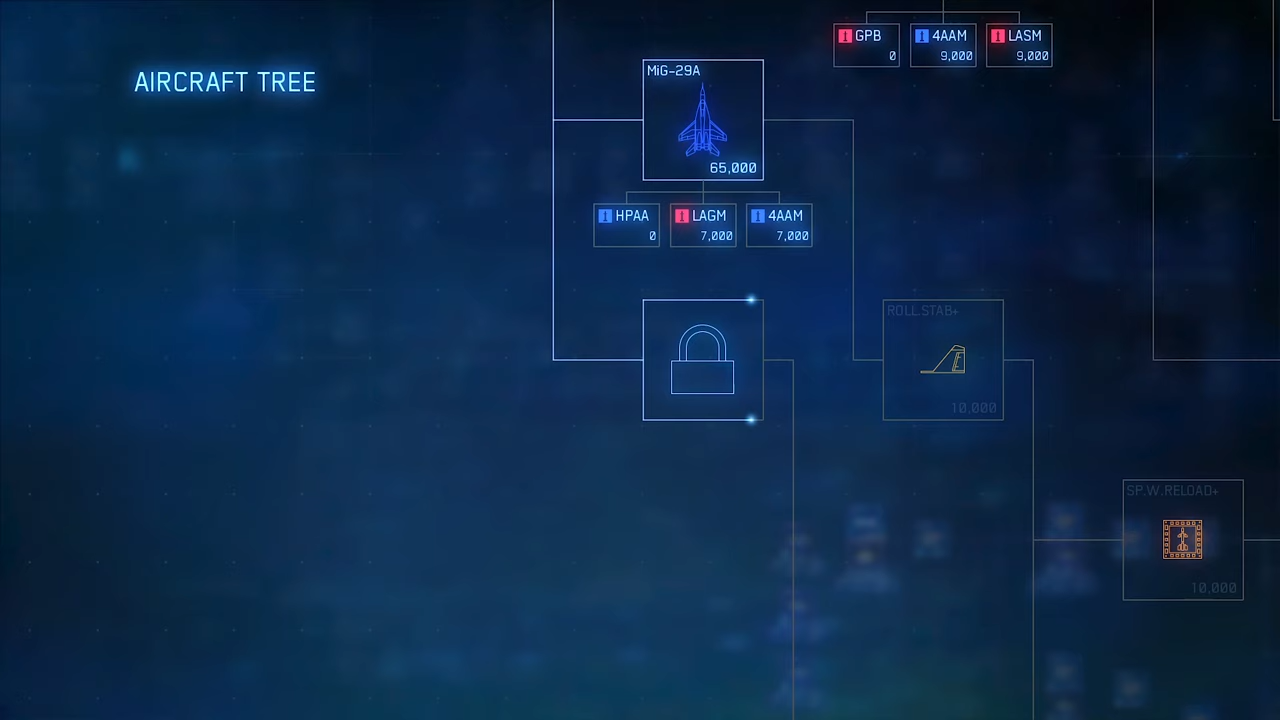 GPB
0
4AAM
9,000
LASM
9,000
AIRCRAFT TREE
MiG-29A
65,000
HPAA
0
LAGM
7,000
4AAM
7,000
ROLL.STAB+
10,000
SP.W.RELOAD+
10,000